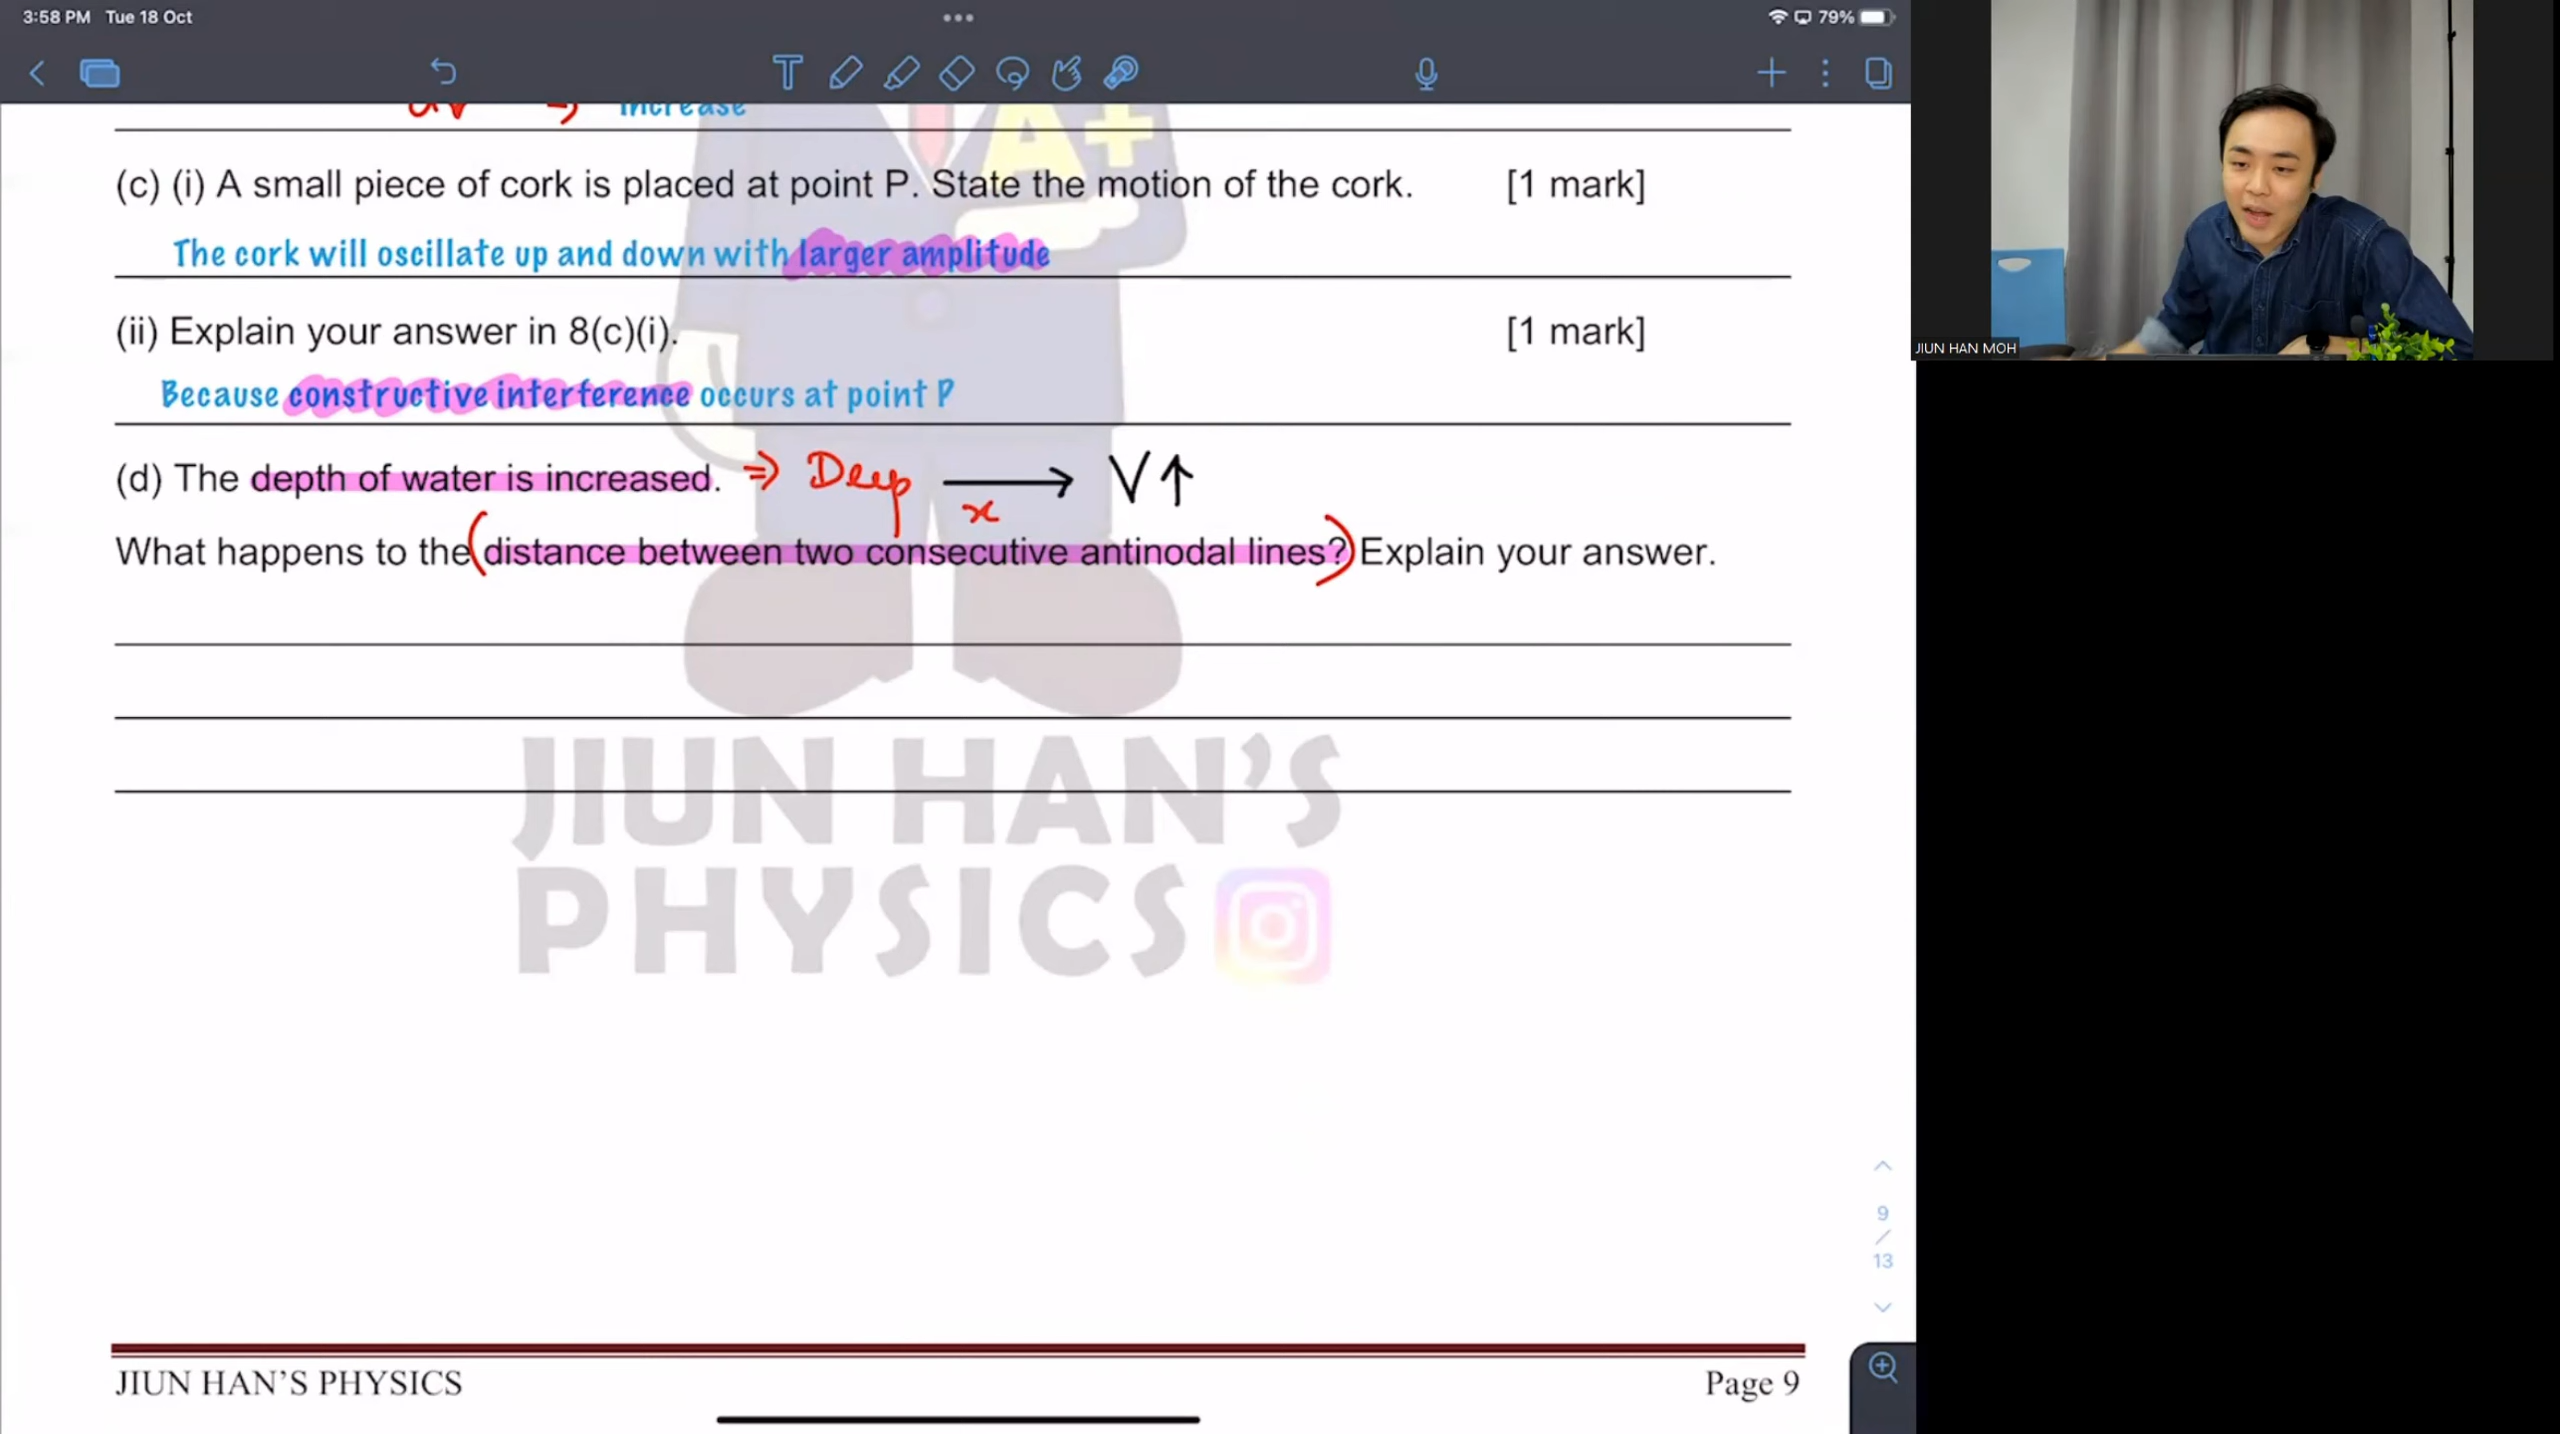 3:58 PM Tue 18 Oct
79%
increase
(c) (i) A small piece of cork is placed at point P. State the motion of the cork. [1 mark]
The cork will oscillate up and down with larger amplitude
(ii) Explain your answer in 8(c)(i). [1 mark]
Because constructive interference occurs at point P
(d) The depth of water is increased. ⇒ Deep → V↑
x
What happens to the (distance between two consecutive antinodal lines?) Explain your answer.
A+
JIUN HAN'S
PHYSICS
9
/
13
JIUN HAN'S PHYSICS Page 9
JIUN HAN MOH